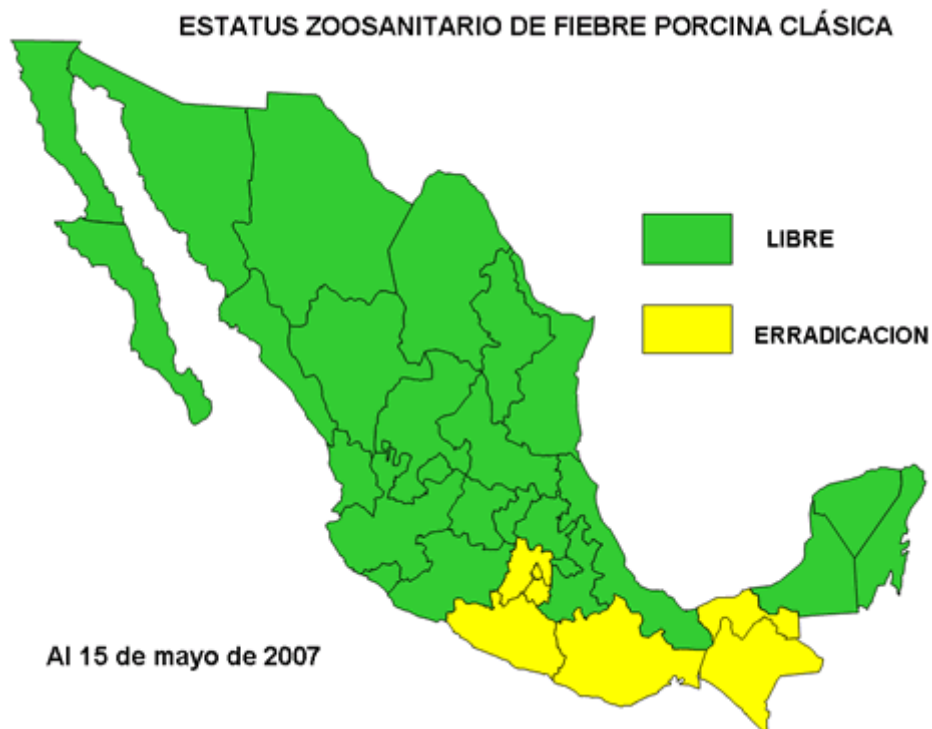 ESTATUS ZOOSANITARIO DE FIEBRE PORCINA CLÁSICA
LIBRE
ERRADICACION
Al 15 de mayo de 2007